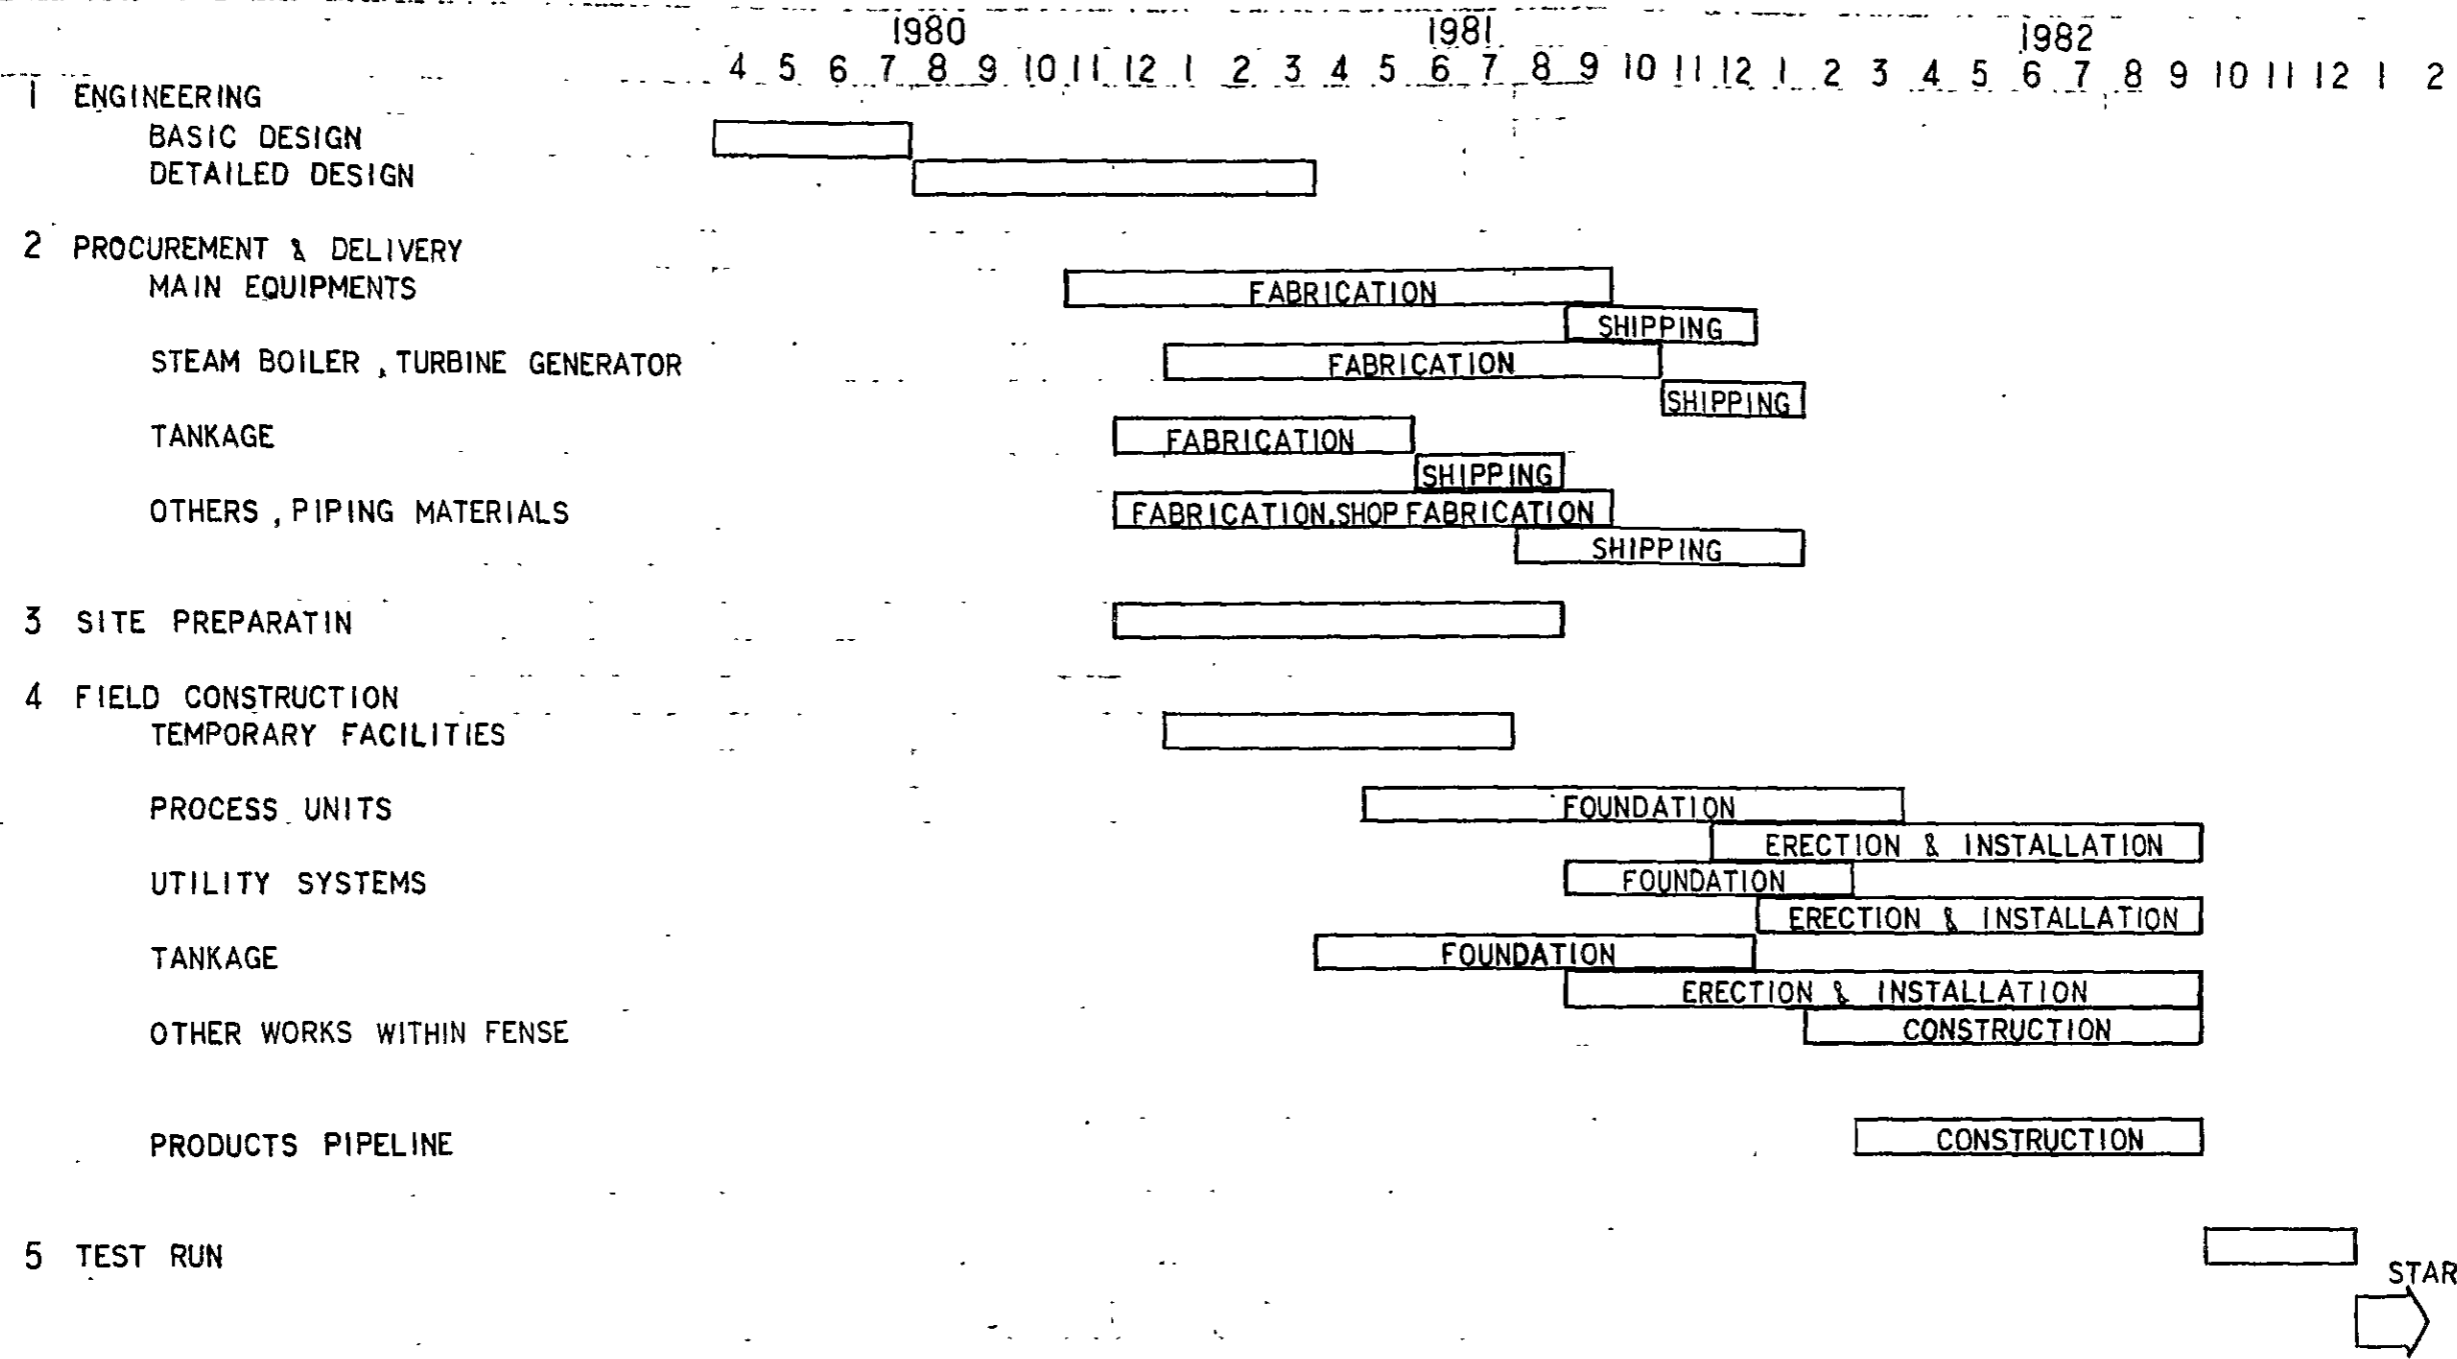 1980 1981 1982
4 5 6 7 8 9 10 11 12 1 2 3 4 5 6 7 8 9 10 11 12 1 2 3 4 5 6 7 8 9 10 11 12 1 2
1 ENGINEERING
BASIC DESIGN
DETAILED DESIGN
2 PROCUREMENT & DELIVERY
MAIN EQUIPMENTS FABRICATION
SHIPPING
STEAM BOILER , TURBINE GENERATOR FABRICATION
SHIPPING
TANKAGE FABRICATION
SHIPPING
OTHERS , PIPING MATERIALS FABRICATION,SHOP FABRICATION
SHIPPING
3 SITE PREPARATIN
4 FIELD CONSTRUCTION
TEMPORARY FACILITIES
PROCESS UNITS FOUNDATION
ERECTION & INSTALLATION
UTILITY SYSTEMS FOUNDATION
ERECTION & INSTALLATION
TANKAGE FOUNDATION
ERECTION & INSTALLATION
OTHER WORKS WITHIN FENSE CONSTRUCTION
PRODUCTS PIPELINE CONSTRUCTION
5 TEST RUN
STAR